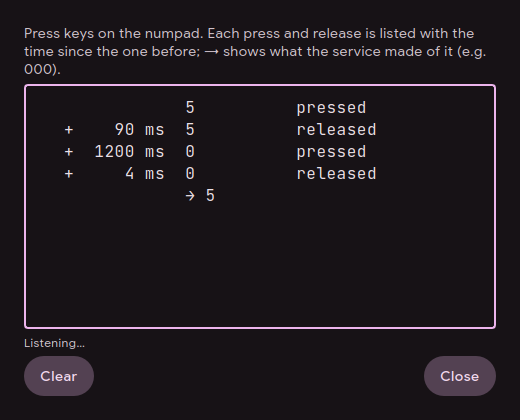 Press keys on the numpad. Each press and release is listed with the
time since the one before; → shows what the service made of it (e.g.
000).
5 pressed
+ 90 ms 5 released
+ 1200 ms 0 pressed
+ 4 ms 0 released
→ 5
Listening...
Clear Close